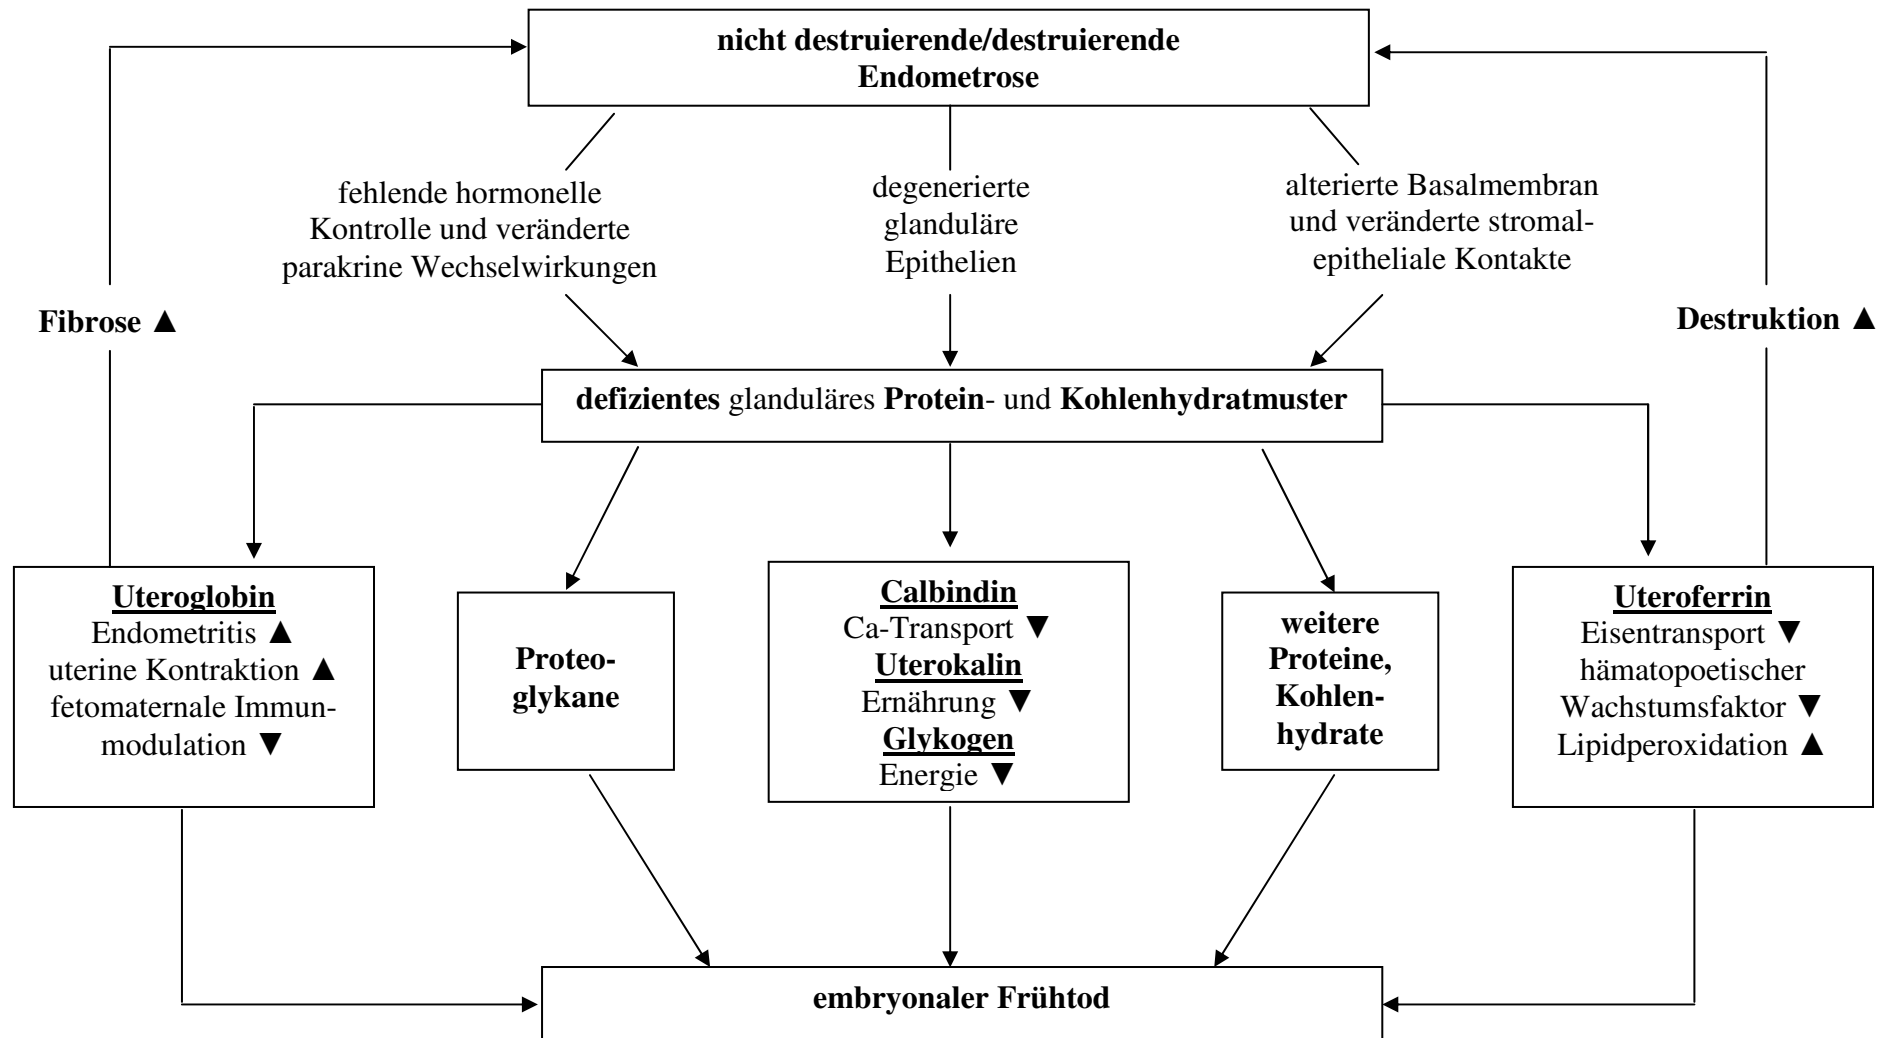 nicht destruierende/destruierende
Endometrose
fehlende hormonelle
Kontrolle und veränderte
parakrine Wechselwirkungen
degenerierte
glanduläre
Epithelien
alterierte Basalmembran
und veränderte stromal-
epitheliale Kontakte
Fibrose ▲
Destruktion ▲
defizientes glanduläres Protein- und Kohlenhydratmuster
Uteroglobin
Endometritis ▲
uterine Kontraktion ▲
fetomaternale Immun-
modulation ▼
Proteo-
glykane
Calbindin
Ca-Transport ▼
Uterokalin
Ernährung ▼
Glykogen
Energie ▼
weitere
Proteine,
Kohlen-
hydrate
Uteroferrin
Eisentransport ▼
hämatopoetischer
Wachstumsfaktor ▼
Lipidperoxidation ▲
embryonaler Frühtod